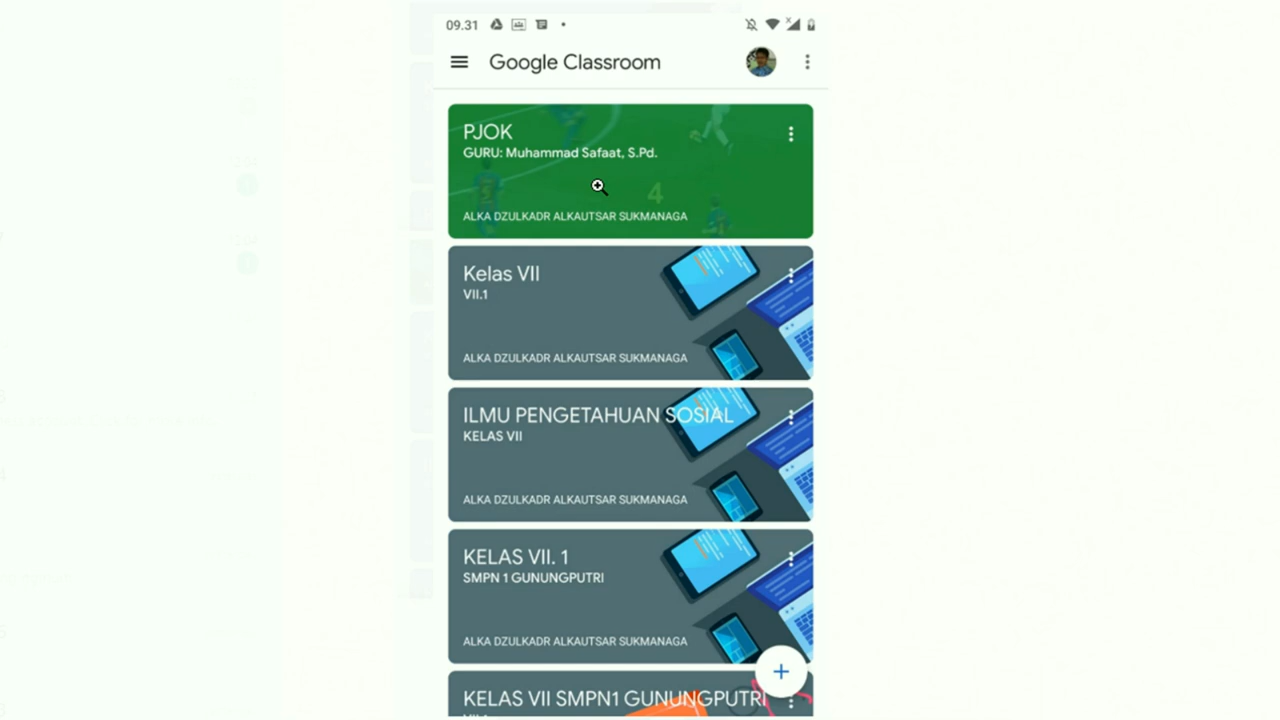 09.31
Google Classroom
PJOK
GURU: Muhammad Safaat, S.Pd.
4
ALKA DZULKADR ALKAUTSAR SUKMANAGA
Kelas VII
VII.1
ALKA DZULKADR ALKAUTSAR SUKMANAGA
ILMU PENGETAHUAN SOSIAL
KELAS VII
ALKA DZULKADR ALKAUTSAR SUKMANAGA
KELAS VII. 1
SMPN 1 GUNUNGPUTRI
ALKA DZULKADR ALKAUTSAR SUKMANAGA
KELAS VII SMPN1 GUNUNGPUTRI